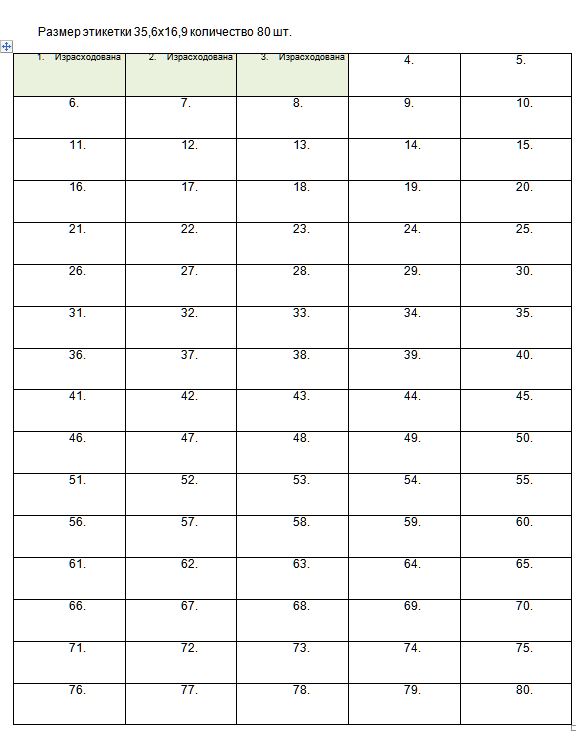 Размер этикетки 35,6х16,9 количество 80 шт.
1. Израсходована 2. Израсходована 3. Израсходована 4. 5.
6. 7. 8. 9. 10.
11. 12. 13. 14. 15.
16. 17. 18. 19. 20.
21. 22. 23. 24. 25.
26. 27. 28. 29. 30.
31. 32. 33. 34. 35.
36. 37. 38. 39. 40.
41. 42. 43. 44. 45.
46. 47. 48. 49. 50.
51. 52. 53. 54. 55.
56. 57. 58. 59. 60.
61. 62. 63. 64. 65.
66. 67. 68. 69. 70.
71. 72. 73. 74. 75.
76. 77. 78. 79. 80.